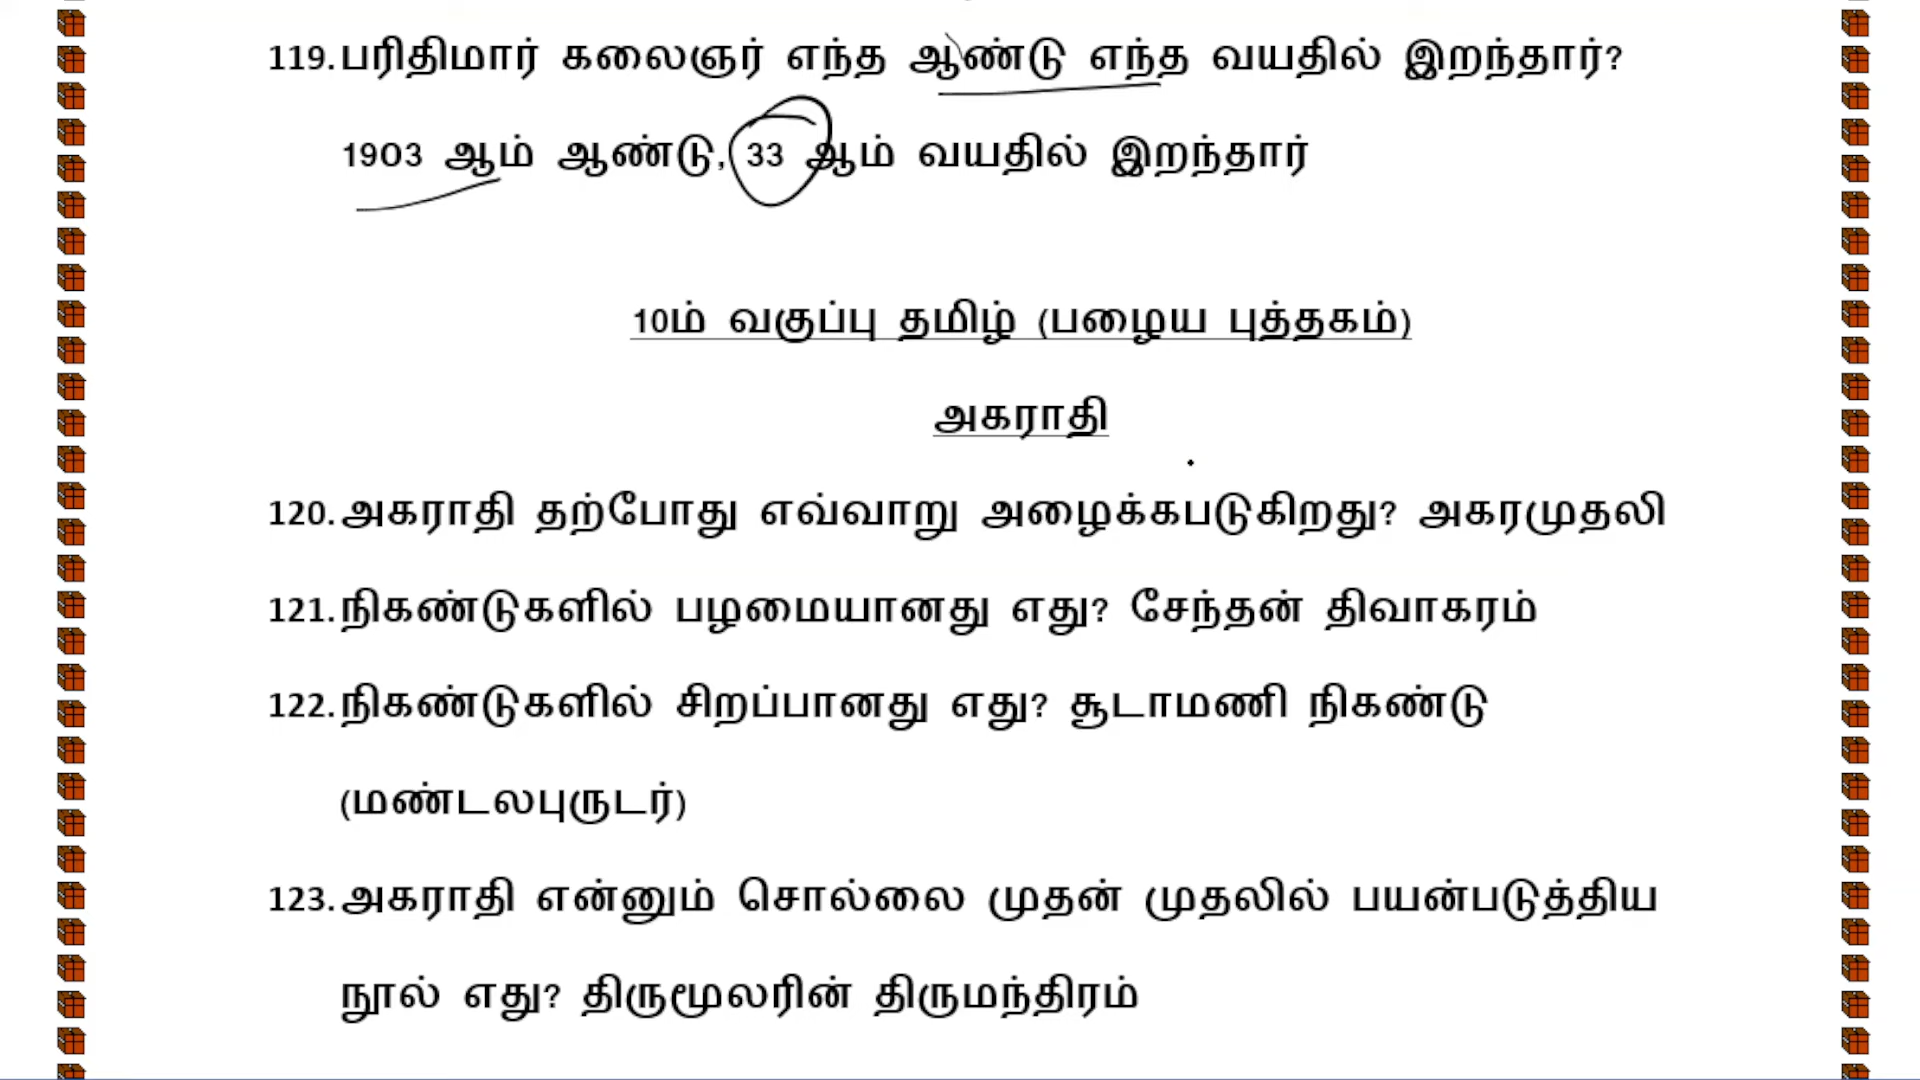 119. பரிதிமார் கலைஞர் எந்த ஆண்டு எந்த வயதில் இறந்தார்?
1903 ஆம் ஆண்டு, 33 ஆம் வயதில் இறந்தார்
10ம் வகுப்பு தமிழ் (பழைய புத்தகம்)
அகராதி
120. அகராதி தற்போது எவ்வாறு அழைக்கபடுகிறது? அகரமுதலி
121. நிகண்டுகளில் பழமையானது எது? சேந்தன் திவாகரம்
122. நிகண்டுகளில் சிறப்பானது எது? சூடாமணி நிகண்டு
(மண்டலபுருடர்)
123. அகராதி என்னும் சொல்லை முதன் முதலில் பயன்படுத்திய
நூல் எது? திருமூலரின் திருமந்திரம்